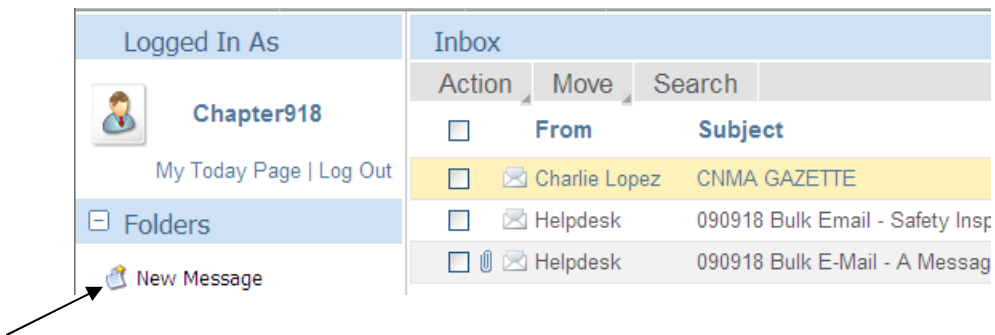 Logged In As
Chapter918
My Today Page | Log Out
Folders
New Message
Inbox
Action Move Search
From Subject
Charlie Lopez CNMA GAZETTE
Helpdesk 090918 Bulk Email - Safety Insp
Helpdesk 090918 Bulk E-Mail - A Messag